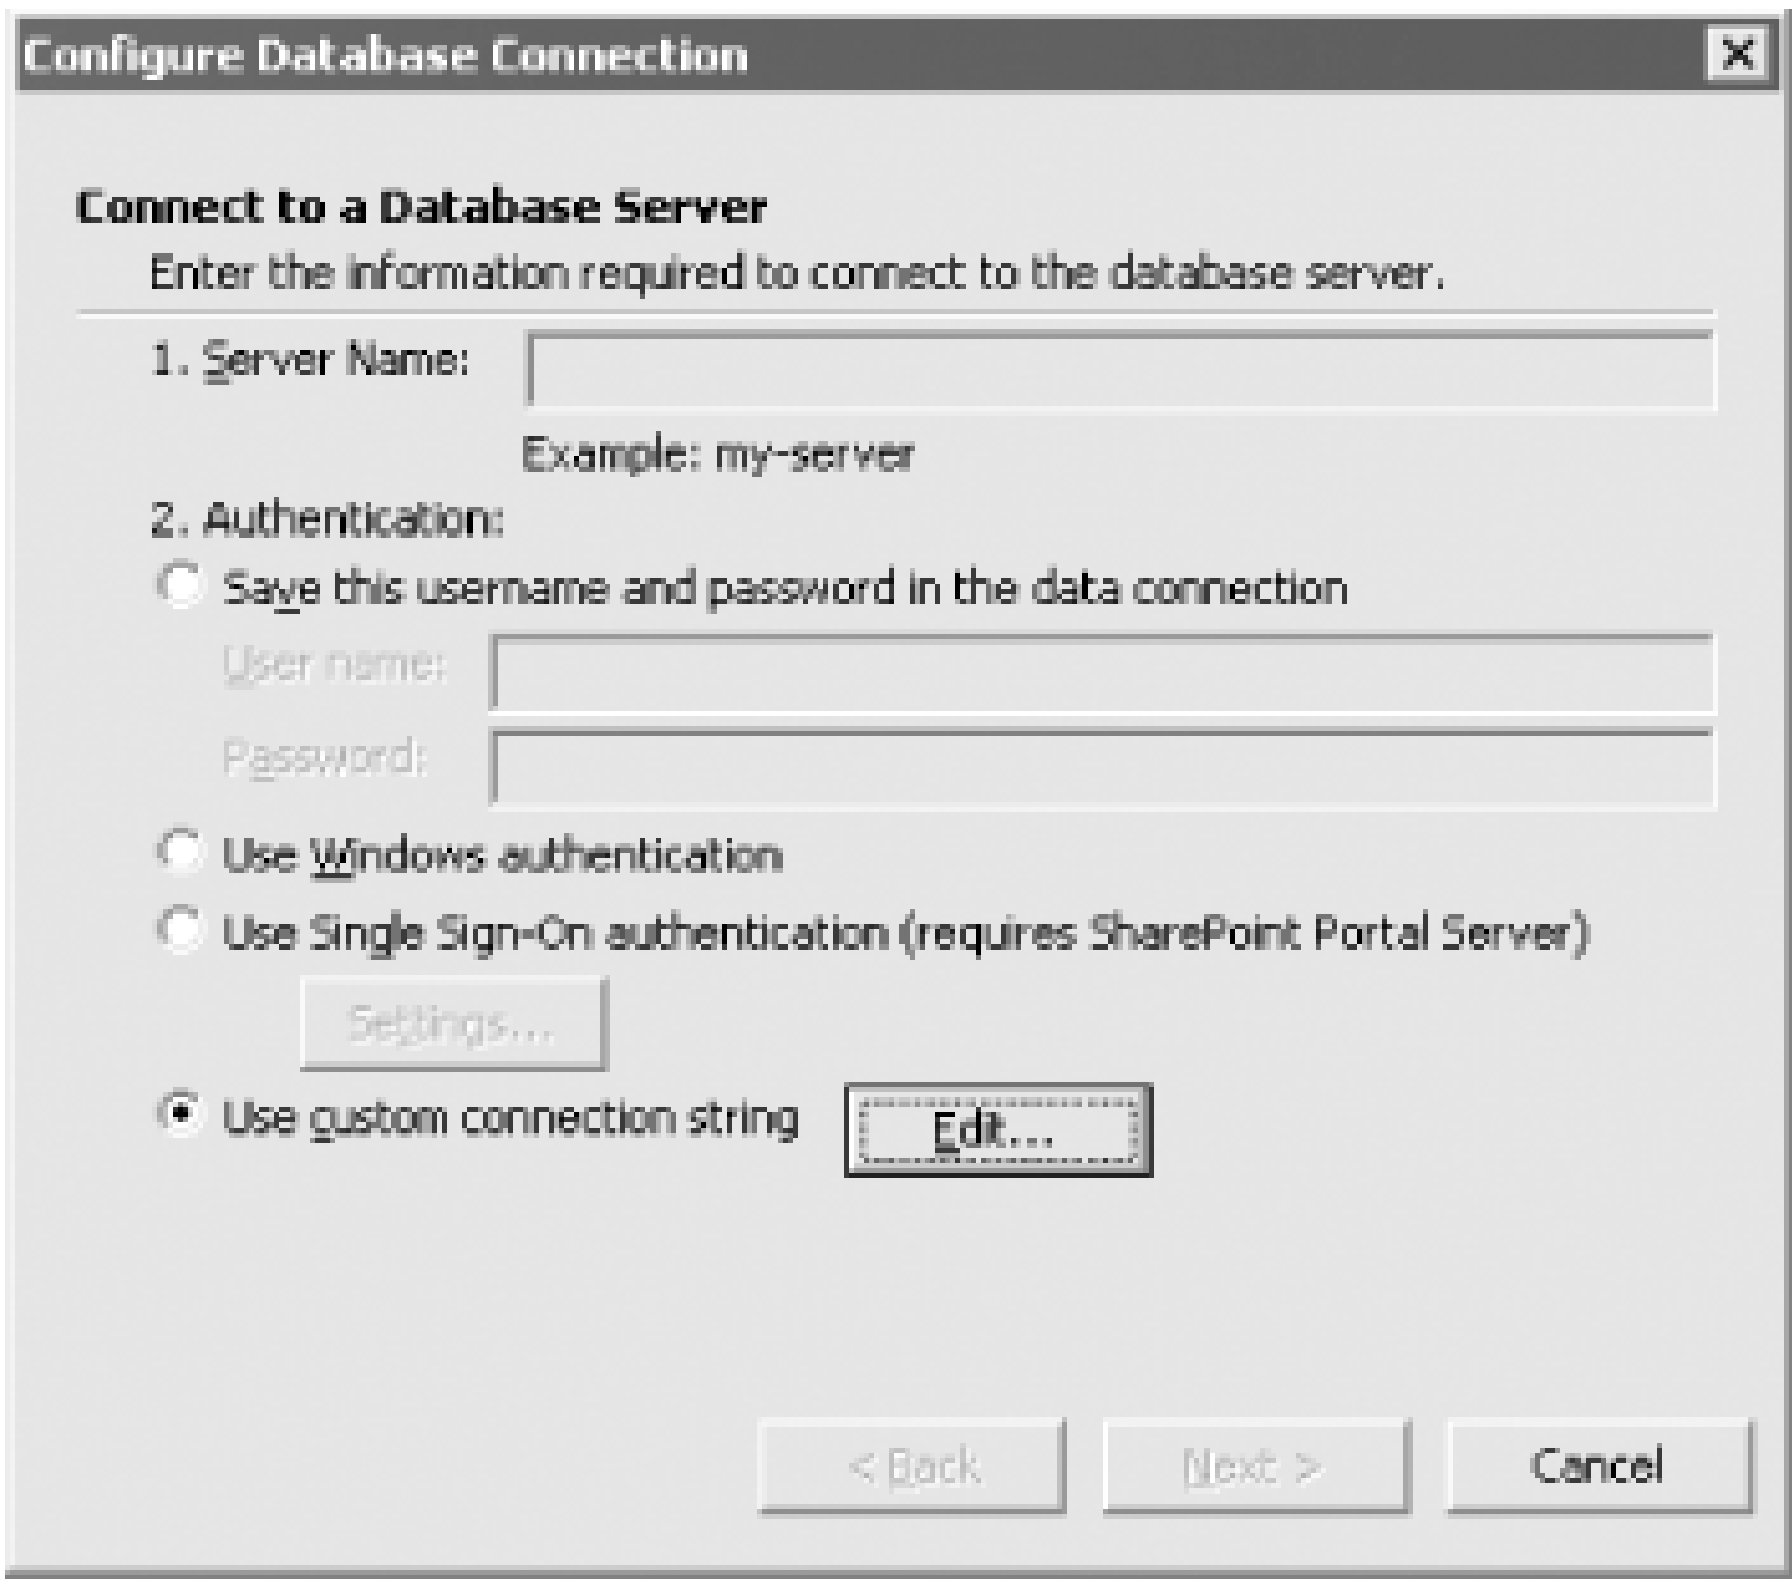 Configure Database Connection
Connect to a Database Server
Enter the information required to connect to the database server.
1. Server Name:
Example: my-server
2. Authentication:
Save this username and password in the data connection
User name:
Password:
Use Windows authentication
Use Single Sign-On authentication (requires SharePoint Portal Server)
Settings...
Use custom connection string Edit...
< Back Next > Cancel